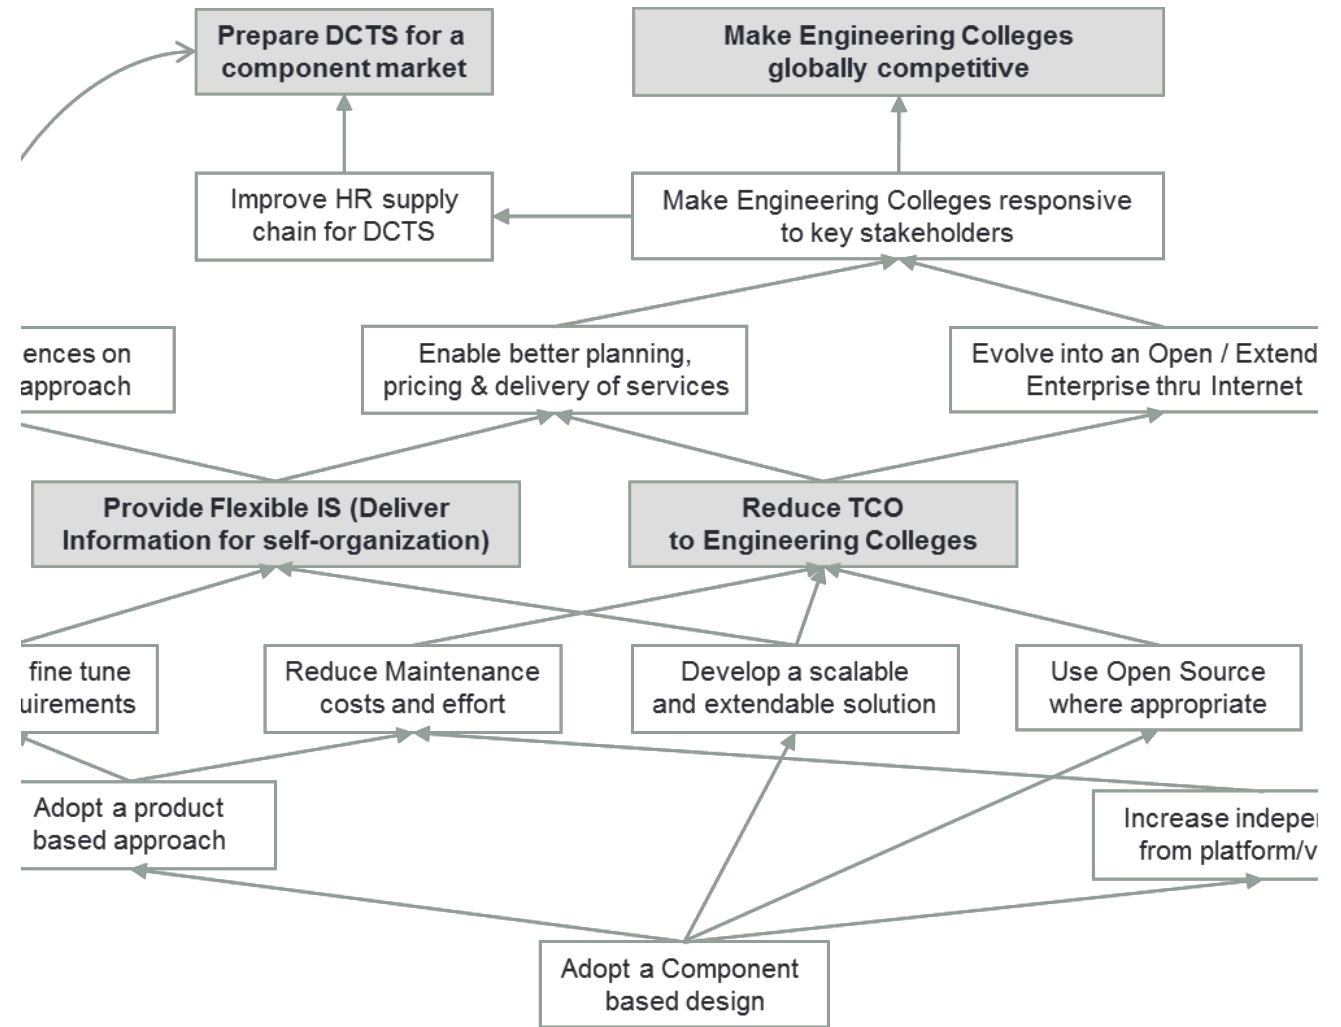 Prepare DCTS for a
component market
Make Engineering Colleges
globally competitive
Improve HR supply
chain for DCTS
Make Engineering Colleges responsive
to key stakeholders
ences on
approach
Enable better planning,
pricing & delivery of services
Evolve into an Open / Extend
Enterprise thru Internet
Provide Flexible IS (Deliver
Information for self-organization)
Reduce TCO
to Engineering Colleges
fine tune
uirements
Reduce Maintenance
costs and effort
Develop a scalable
and extendable solution
Use Open Source
where appropriate
Adopt a product
based approach
Increase indepe
from platform/v
Adopt a Component
based design